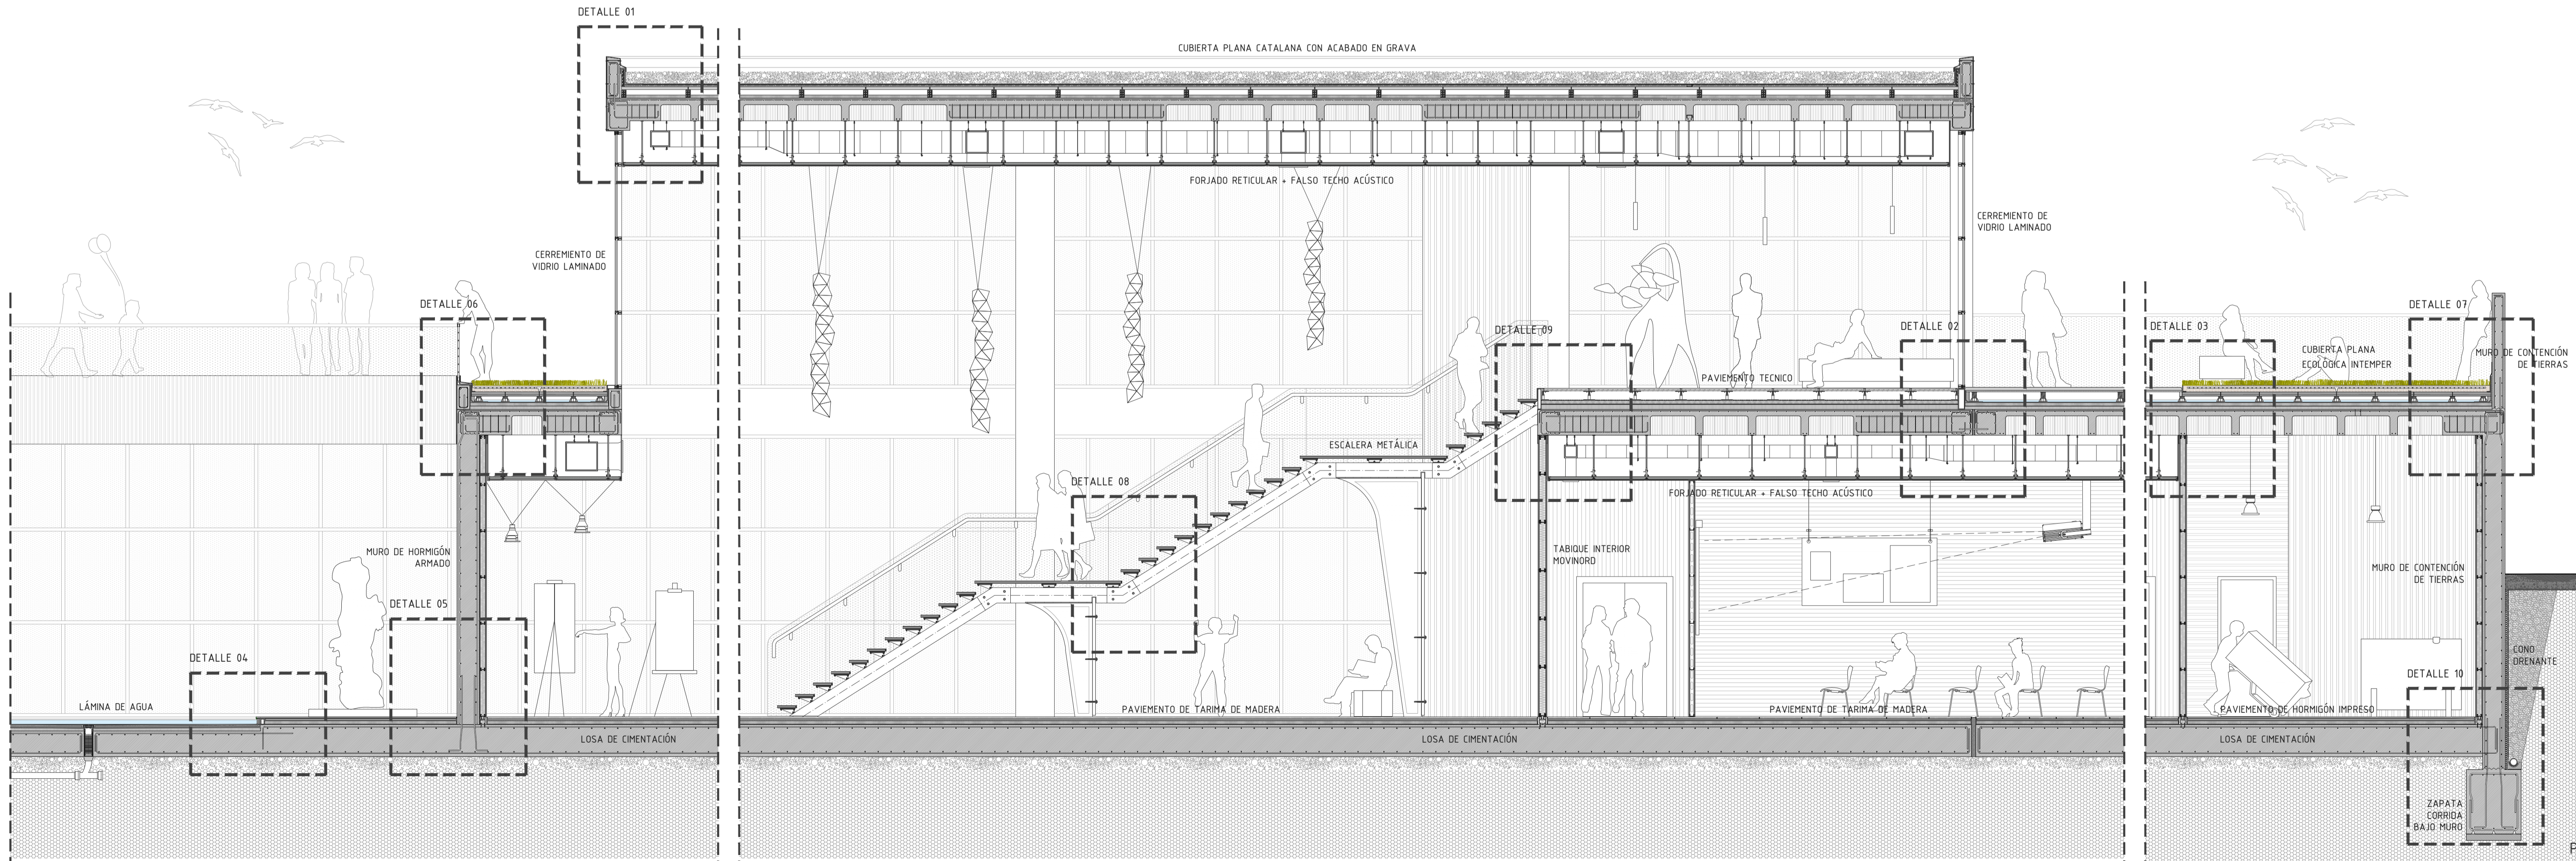 DETALLE 01
CUBIERTA PLANA CATALANA CON ACABADO EN GRAVA
FORJADO RETICULAR + FALSO TECHO ACÚSTICO
CERREMIENTO DE
VIDRIO LAMINADO
CERREMIENTO DE
VIDRIO LAMINADO
DETALLE 06
DETALLE 09
DETALLE 02
DETALLE 03
DETALLE 07
CUBIERTA PLANA
ECOLÓGICA INTEMPER
MURO DE CONTENCIÓN
DE TIERRAS
PAVIEMENTO TECNICO
ESCALERA METÁLICA
DETALLE 08
FORJADO RETICULAR + FALSO TECHO ACÚSTICO
MURO DE HORMIGÓN
ARMADO
TABIQUE INTERIOR
MOVINORD
MURO DE CONTENCIÓN
DE TIERRAS
DETALLE 05
DETALLE 04
CONO
DRENANTE
DETALLE 10
LÁMINA DE AGUA
PAVIEMENTO DE TARIMA DE MADERA
PAVIEMENTO DE TARIMA DE MADERA
PAVIEMENTO DE HORMIGÓN IMPRESO
LOSA DE CIMENTACIÓN
LOSA DE CIMENTACIÓN
LOSA DE CIMENTACIÓN
ZAPATA
CORRIDA
BAJO MURO